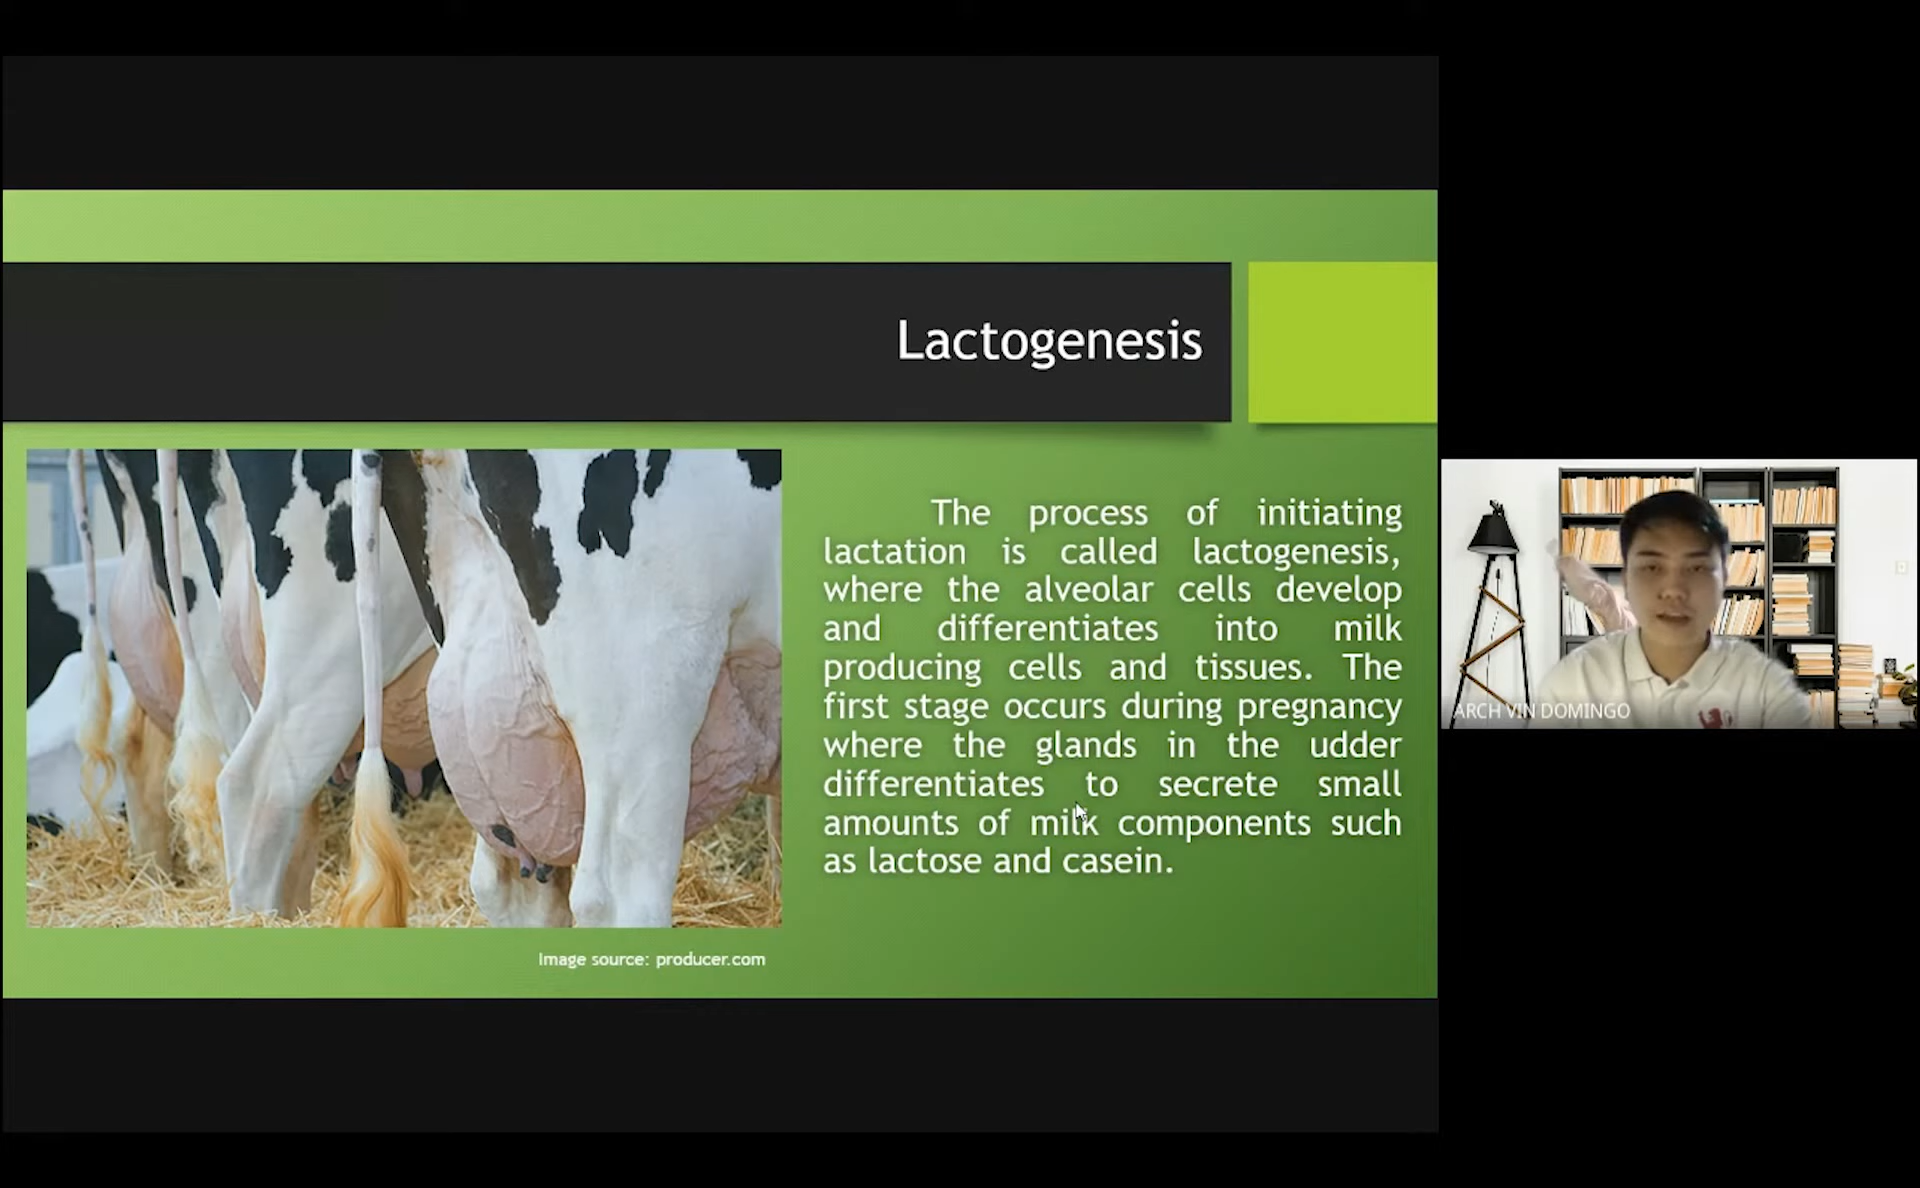 Lactogenesis
The process of initiating
lactation is called lactogenesis,
where the alveolar cells develop
and differentiates into milk
producing cells and tissues. The
first stage occurs during pregnancy
where the glands in the udder
differentiates to secrete small
amounts of milk components such
as lactose and casein.
Image source: producer.com
ARCH VIN DOMINGO